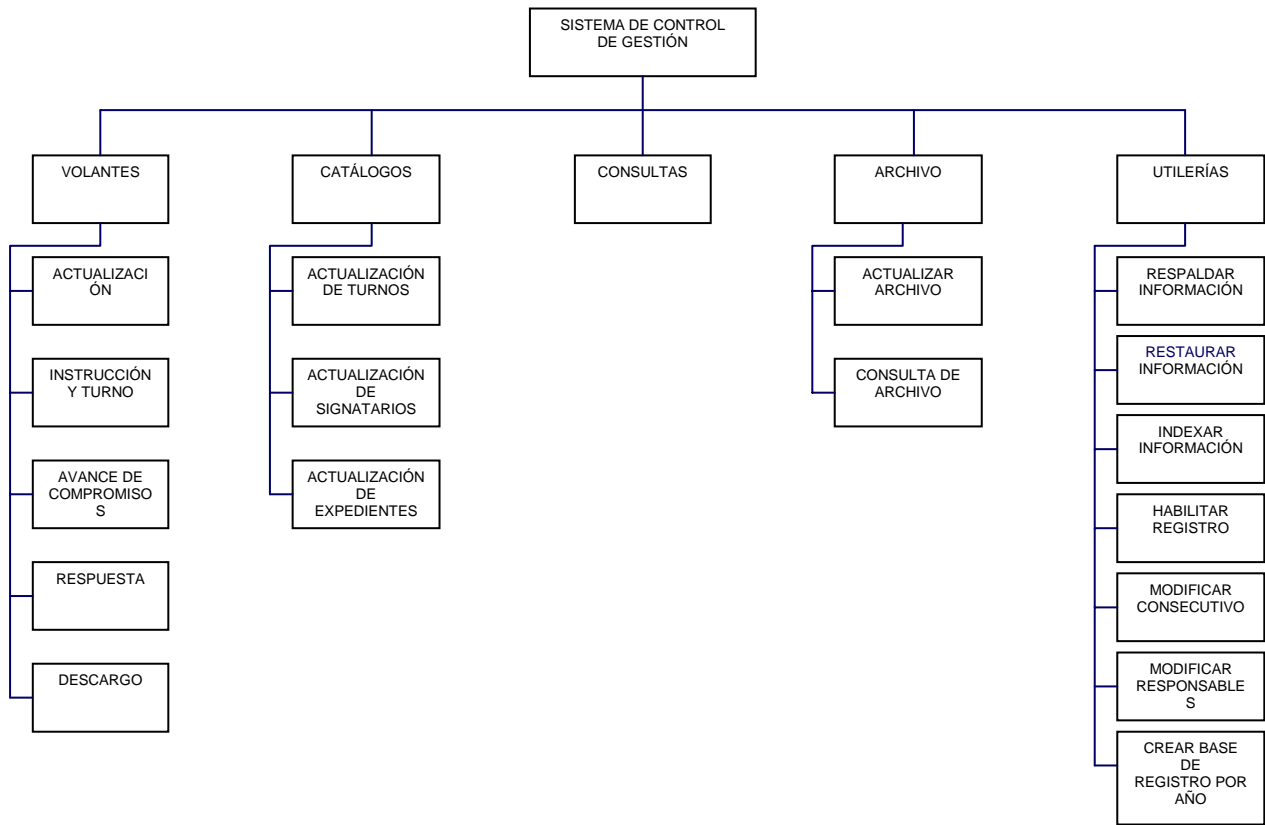 SISTEMA DE CONTROL
DE GESTIÓN
VOLANTES
CATÁLOGOS
CONSULTAS
ARCHIVO
UTILERÍAS
ACTUALIZACI
ÓN
INSTRUCCIÓN
Y TURNO
AVANCE DE
COMPROMISO
S
RESPUESTA
DESCARGO
ACTUALIZACIÓN
DE TURNOS
ACTUALIZACIÓN
DE
SIGNATARIOS
ACTUALIZACIÓN
DE
EXPEDIENTES
ACTUALIZAR
ARCHIVO
CONSULTA DE
ARCHIVO
RESPALDAR
INFORMACIÓN
RESTAURAR
INFORMACIÓN
INDEXAR
INFORMACIÓN
HABILITAR
REGISTRO
MODIFICAR
CONSECUTIVO
MODIFICAR
RESPONSABLE
S
CREAR BASE
DE
REGISTRO POR
AÑO